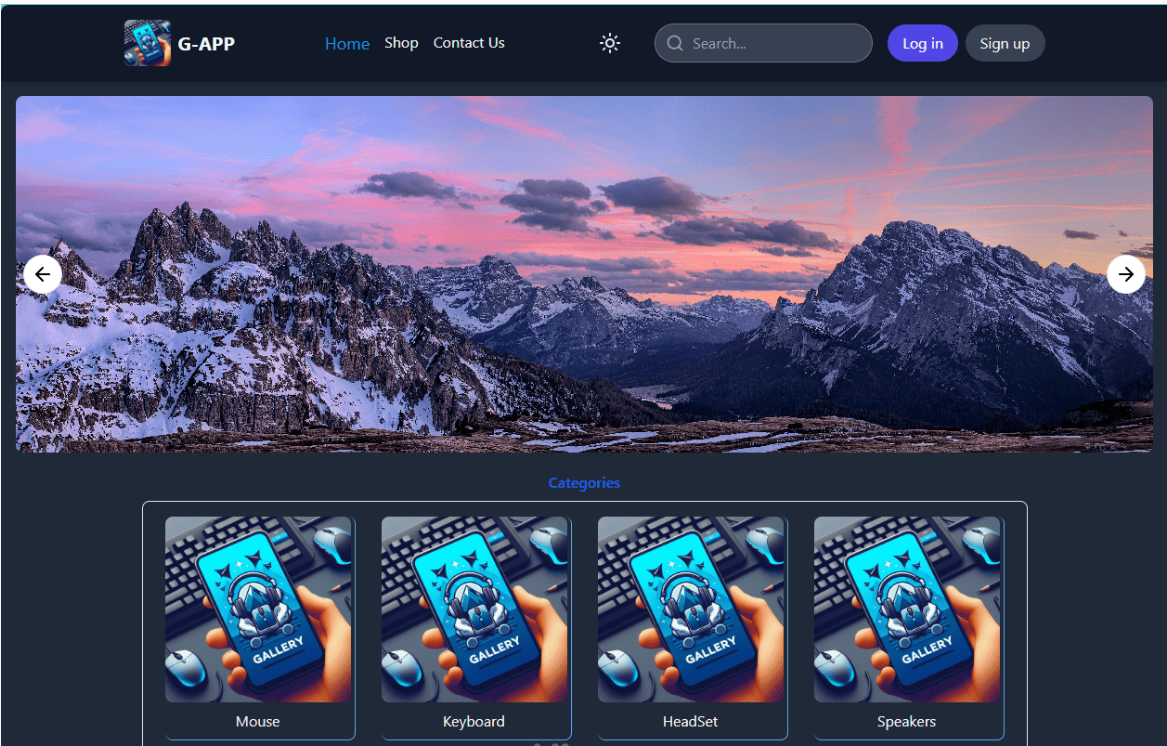 G-APP
Home Shop Contact Us
Search...
Log in
Sign up
Categories
GALLERY
GALLERY
GALLERY
GALLERY
Mouse
Keyboard
HeadSet
Speakers